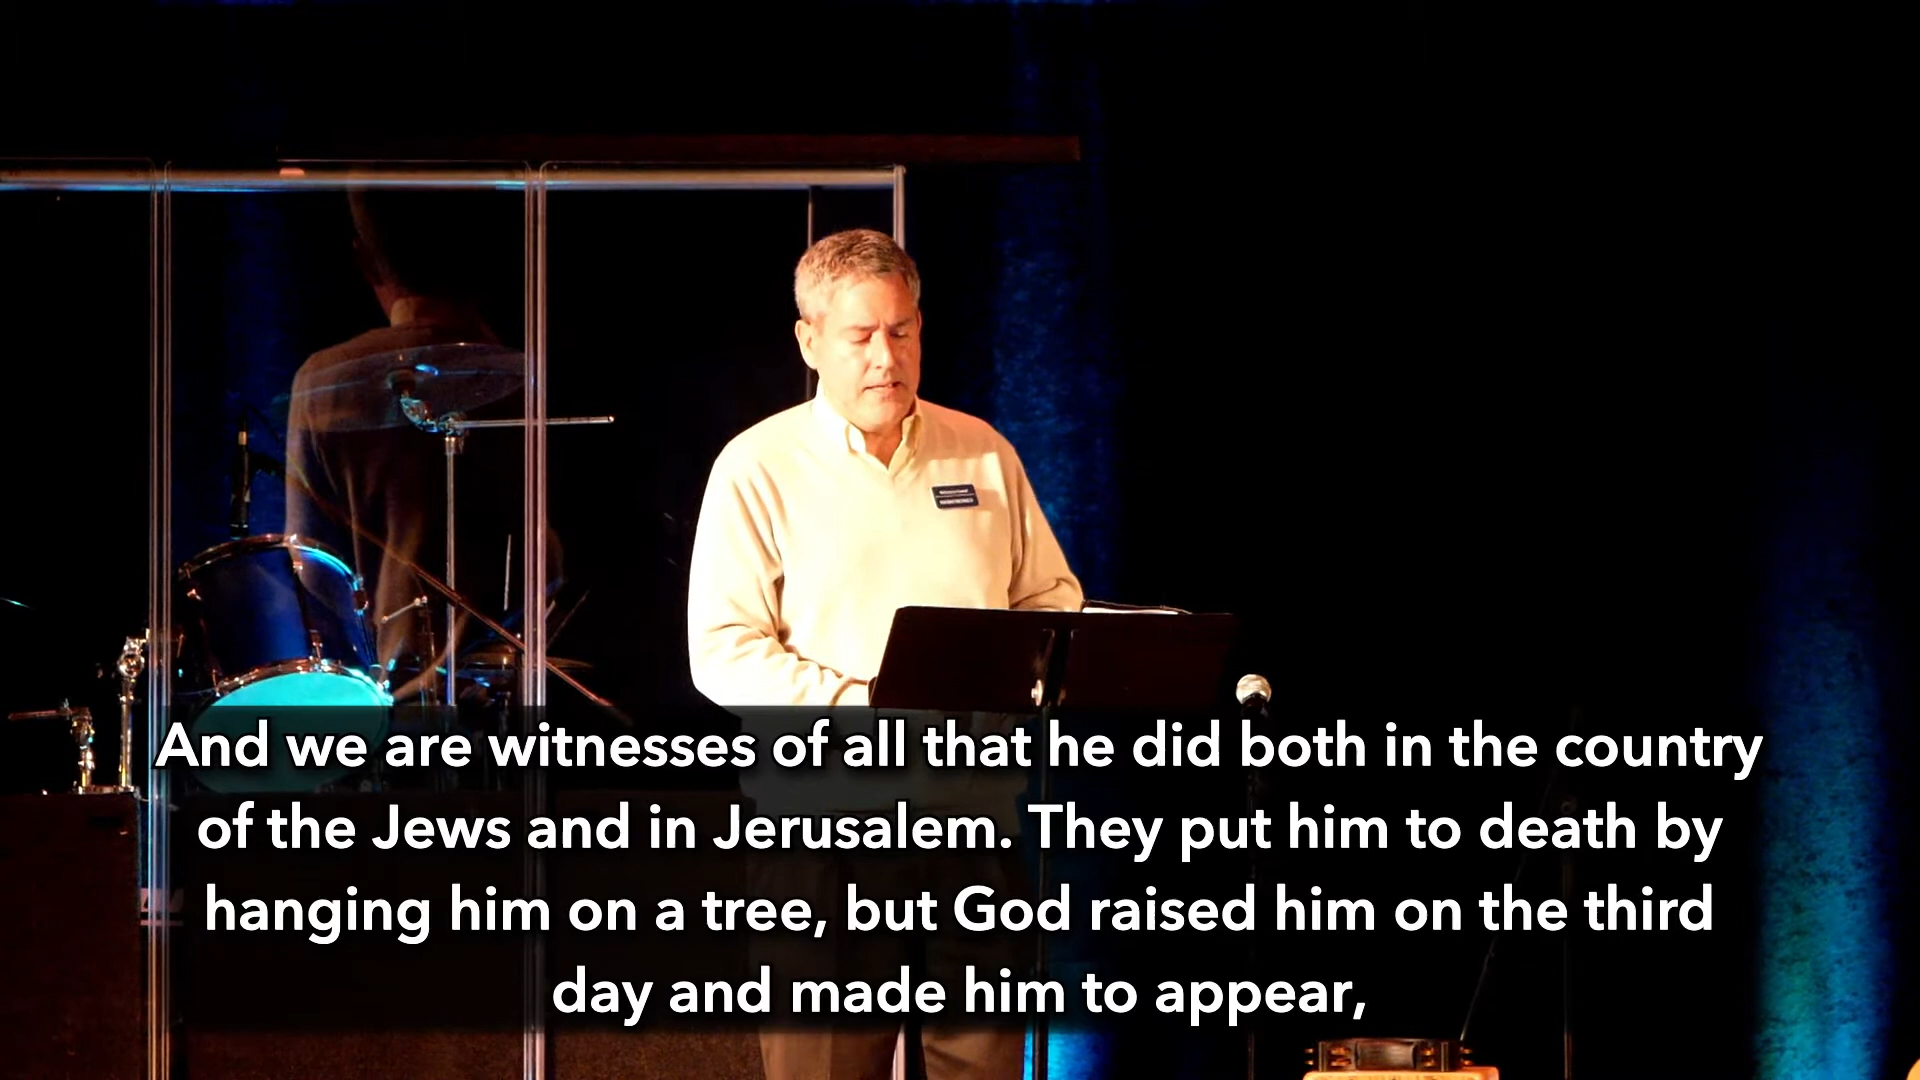 And we are witnesses of all that he did both in the country
of the Jews and in Jerusalem. They put him to death by
hanging him on a tree, but God raised him on the third
day and made him to appear,